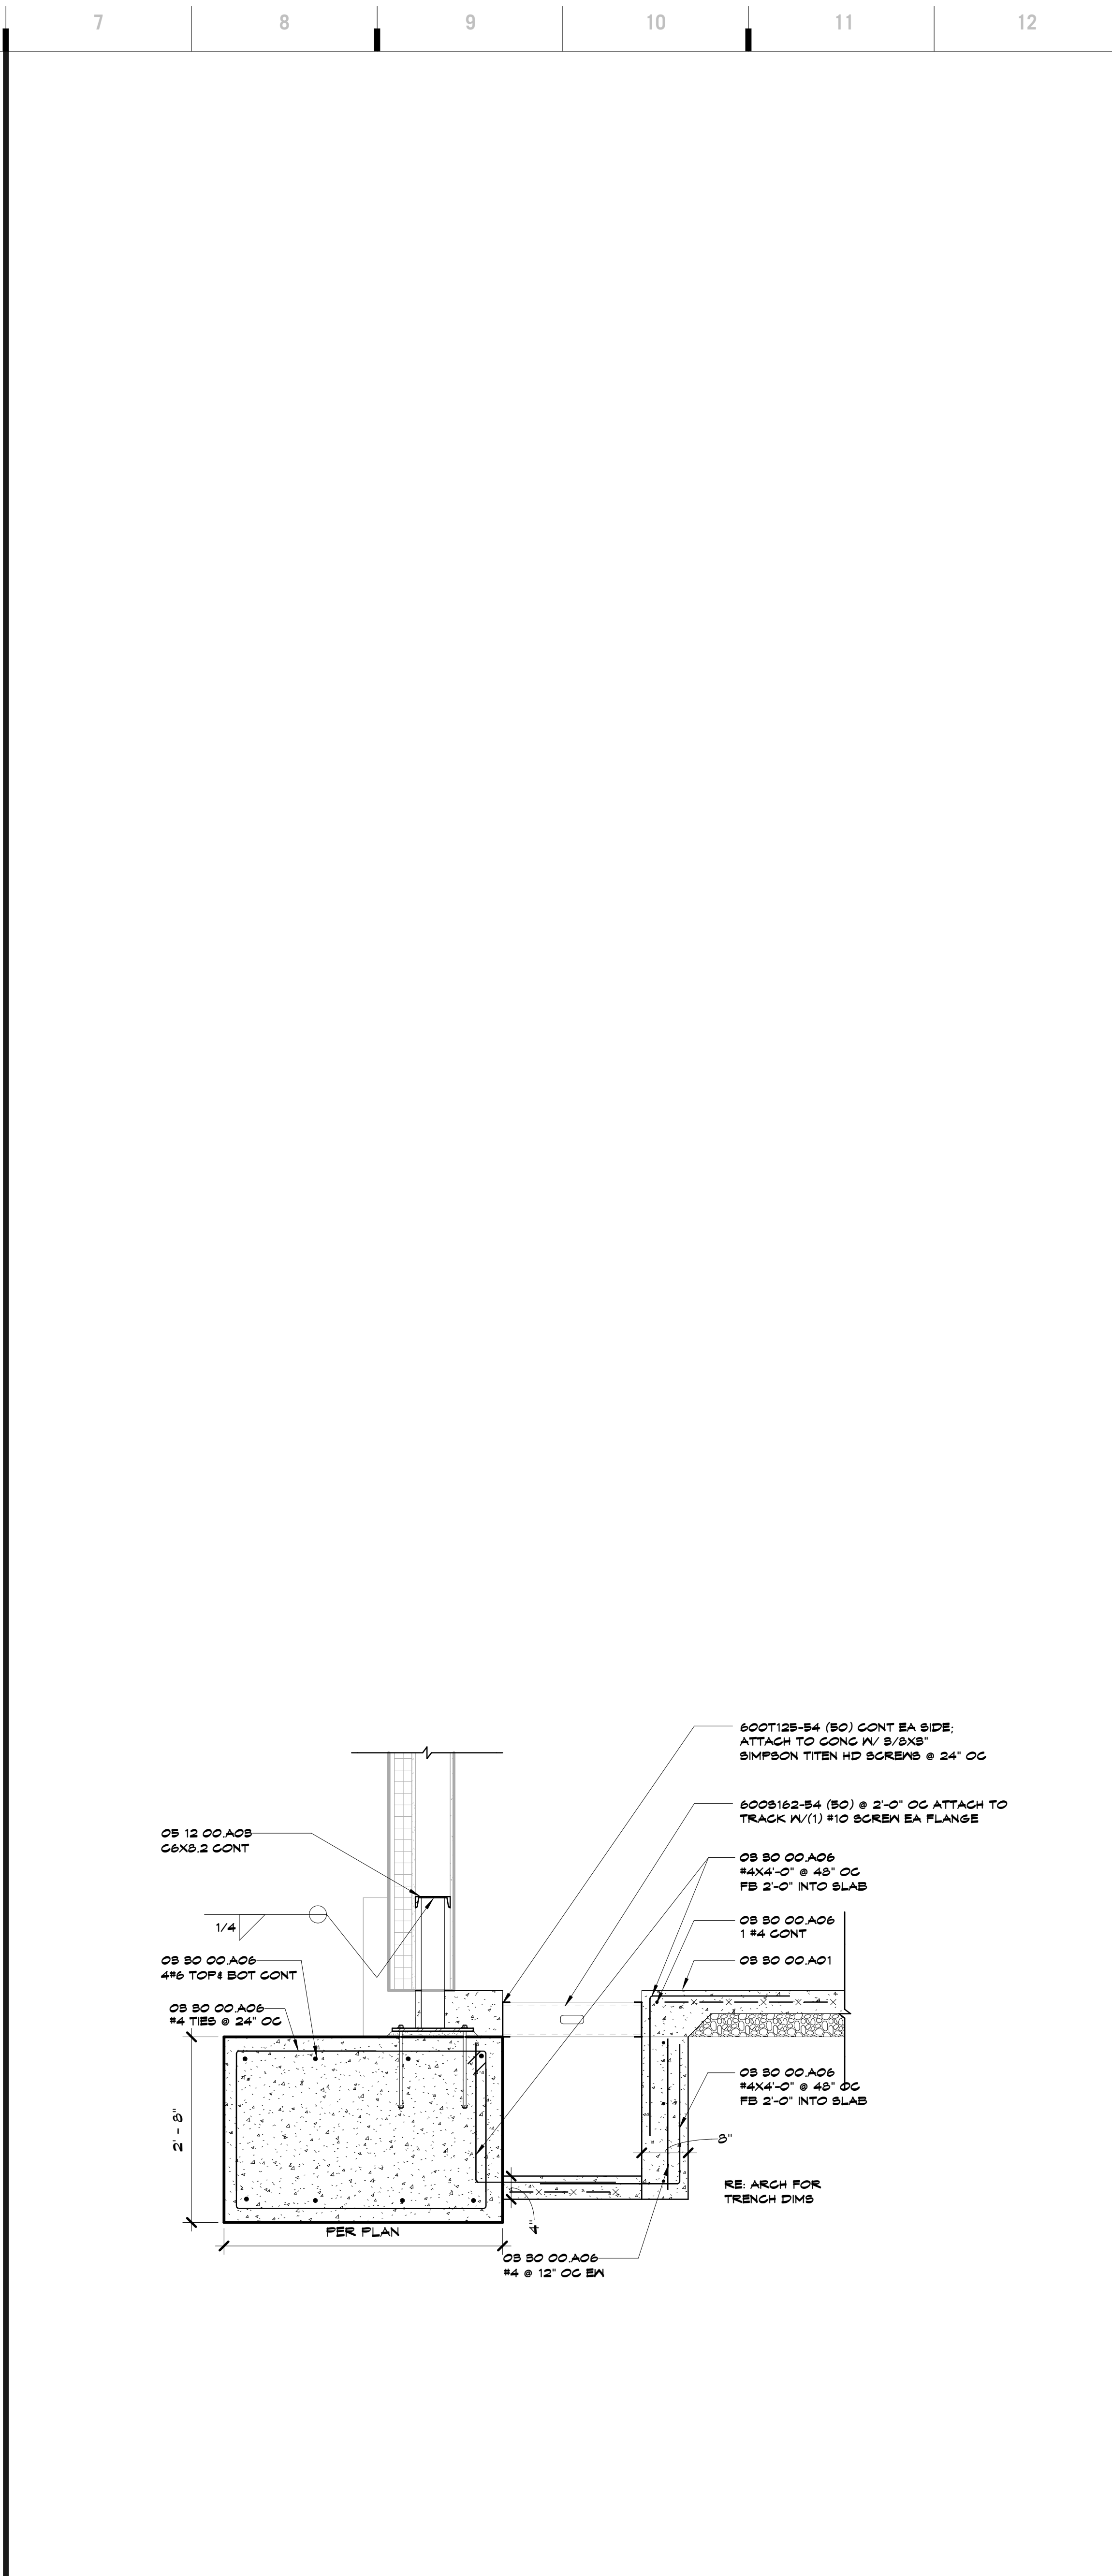 7 8 9 10 11 12
600T125-54 (50) CONT EA SIDE;
ATTACH TO CONC W/ 3/8X3"
SIMPSON TITEN HD SCREWS @ 24" OC
600S162-54 (50) @ 2'-0" OC ATTACH TO
TRACK W/(1) #10 SCREW EA FLANGE
05 12 00.A03
C6X8.2 CONT
03 30 00.A06
#4X4'-0" @ 48" OC
FB 2'-0" INTO SLAB
1/4
03 30 00.A06
1 #4 CONT
03 30 00.A06
4#6 TOP& BOT CONT
03 30 00.A01
03 30 00.A06
#4 TIES @ 24" OC
03 30 00.A06
#4X4'-0" @ 48" OC
FB 2'-0" INTO SLAB
2' - 8"
8"
RE: ARCH FOR
TRENCH DIMS
4"
PER PLAN
03 30 00.A06
#4 @ 12" OC EW